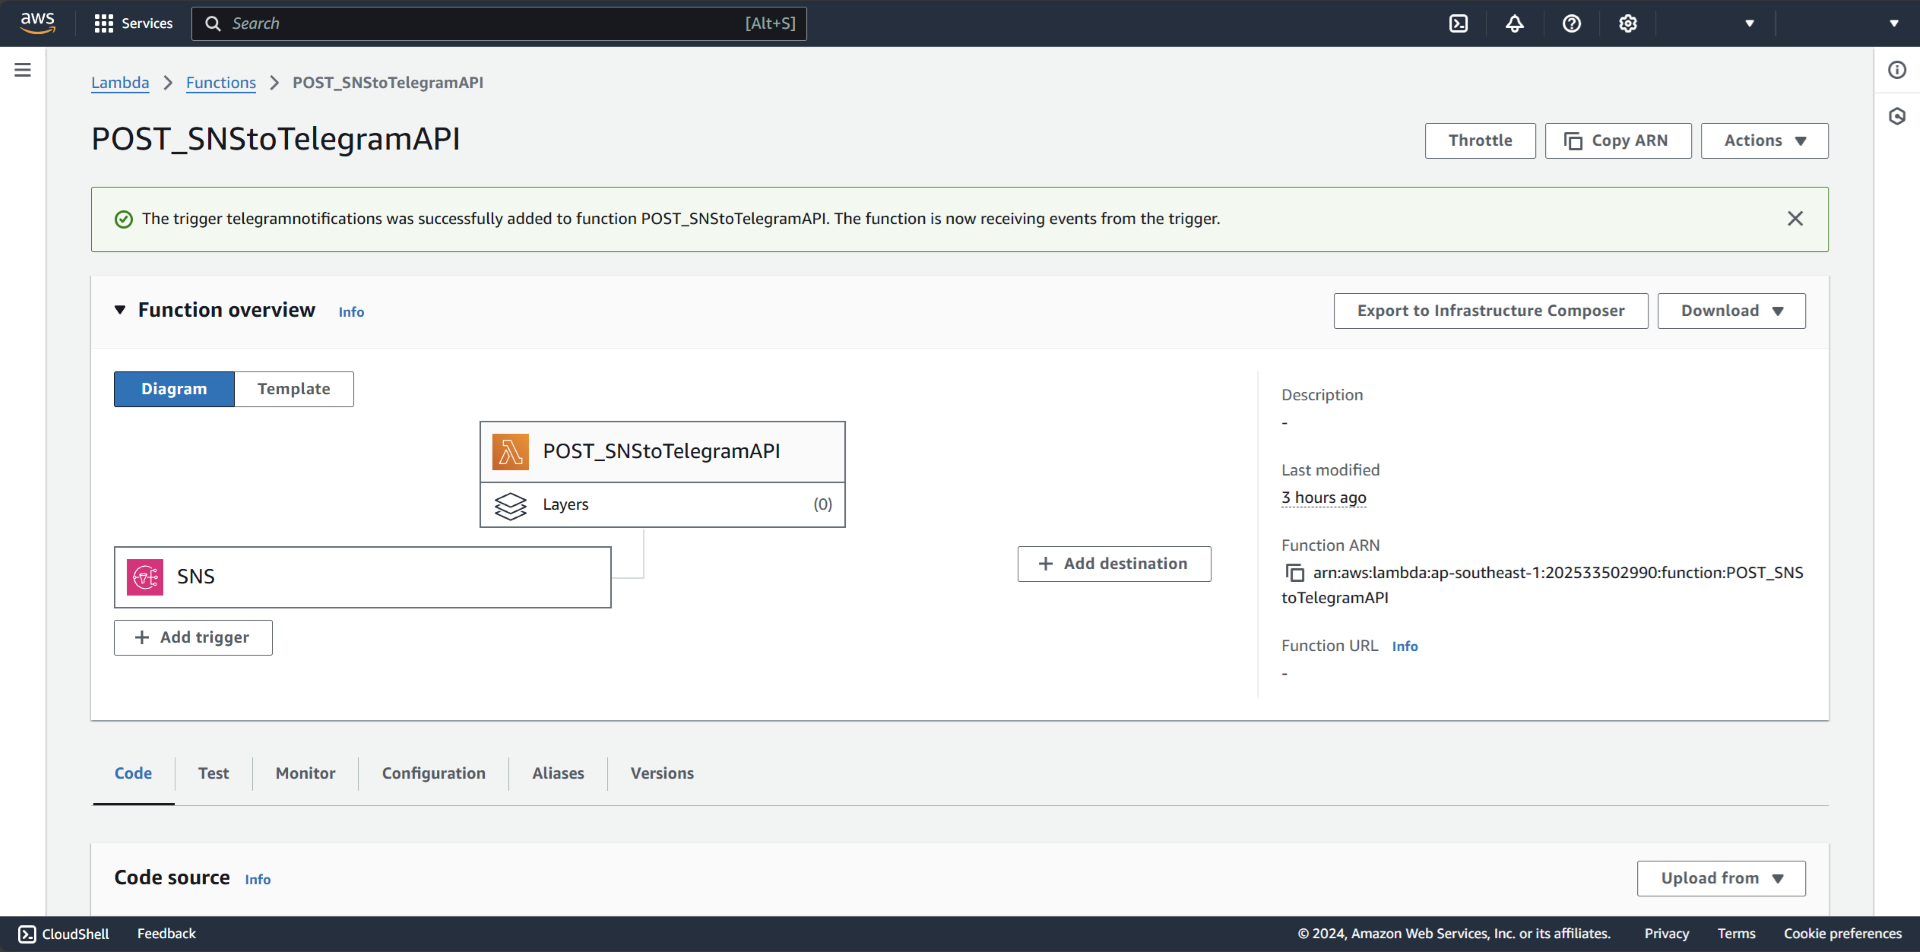 aws
Services
Search
[Alt+S]
Lambda
Functions
POST_SNStoTelegramAPI
POST_SNStoTelegramAPI
Throttle
Copy ARN
Actions
The trigger telegramnotifications was successfully added to function POST_SNStoTelegramAPI. The function is now receiving events from the trigger.
Function overview
Info
Export to Infrastructure Composer
Download
Diagram
Template
POST_SNStoTelegramAPI
Layers
(0)
SNS
Add trigger
Add destination
Description
-
Last modified
3 hours ago
Function ARN
arn:aws:lambda:ap-southeast-1:202533502990:function:POST_SNS
toTelegramAPI
Function URL
Info
-
Code
Test
Monitor
Configuration
Aliases
Versions
Code source
Info
Upload from
CloudShell
Feedback
© 2024, Amazon Web Services, Inc. or its affiliates.
Privacy
Terms
Cookie preferences